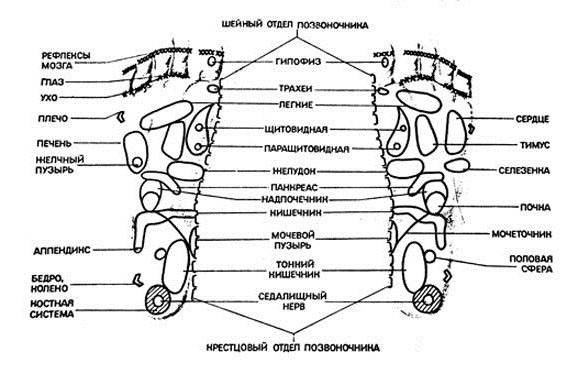 ШЕЙНЫЙ ОТДЕЛ ПОЗВОНОЧНИКА
РЕФЛЕКСЫ
МОЗГА
ГЛАЗ
УХО
ПЛЕЧО
ПЕЧЕНЬ
ЖЕЛЧНЫЙ
ПУЗЫРЬ
АППЕНДИКС
БЕДРО,
КОЛЕНО
КОСТНАЯ
СИСТЕМА
ГИПОФИЗ
ТРАХЕИ
ЛЕГКИЕ
ЩИТОВИДНАЯ
ПАРАЩИТОВИДНАЯ
ЖЕЛУДОН
ПАНКРЕАС
НАДПОЧЕЧНИК
КИШЕЧНИК
МОЧЕВОЙ
ПУЗЫРЬ
ТОННИЙ
КИШЕЧНИК
СЕДАЛИЩНЫЙ
НЕРВ
СЕРДЦЕ
ТИМУС
СЕЛЕЗЕНКА
ПОЧКА
МОЧЕТОЧНИК
ПОЛОВАЯ
СФЕРА
КРЕСТЦОВЫЙ ОТДЕЛ ПОЗВОНОЧНИКА